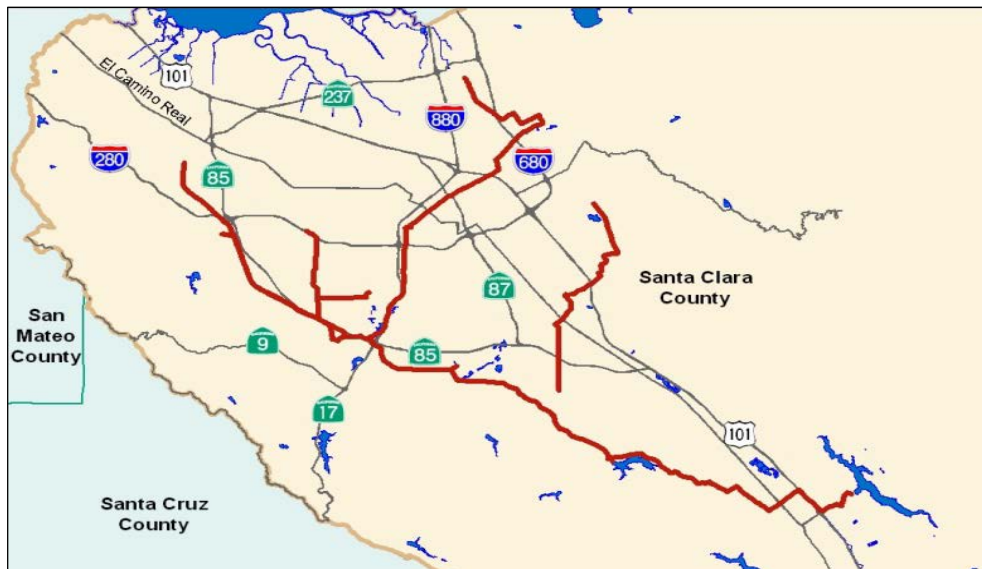 101
El Camino Real
237
880
280
85
680
Santa Clara
County
87
San
Mateo
County
9
85
17
101
Santa Cruz
County